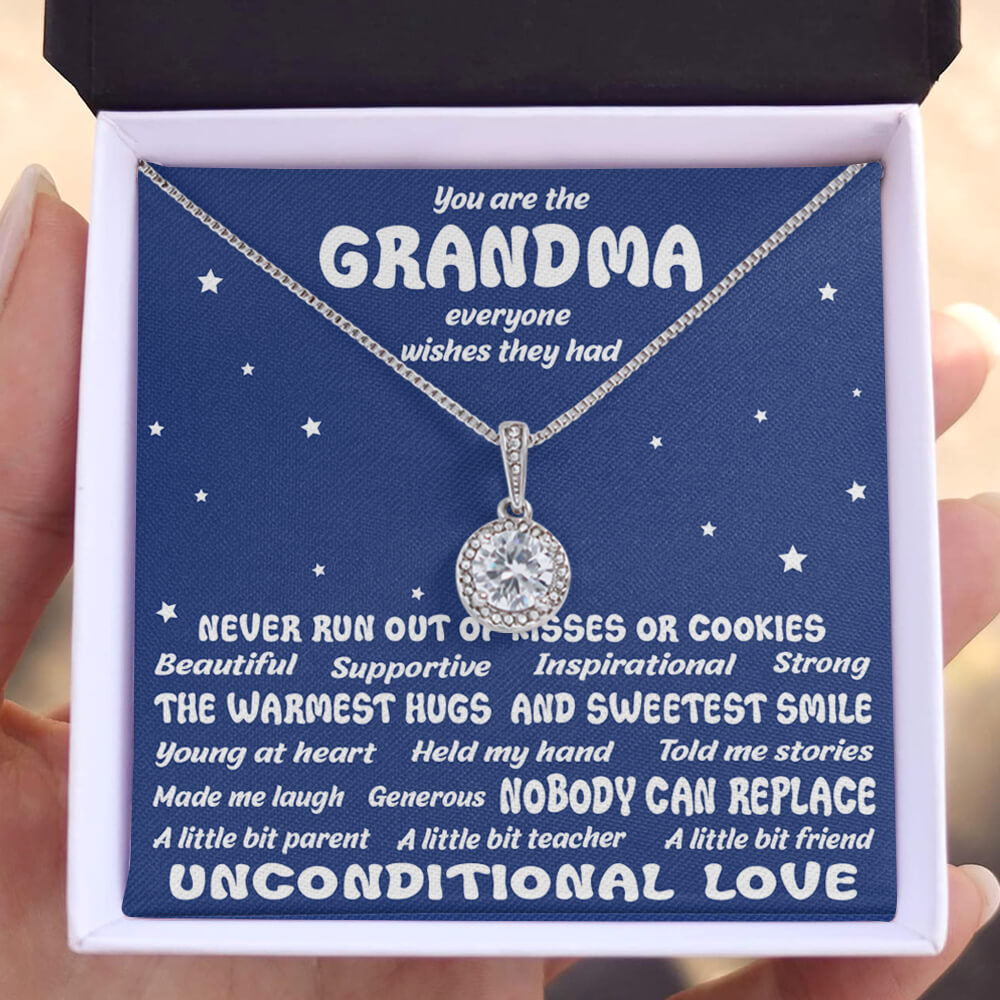 You are the
GRANDMA
everyone
wishes they had
NEVER RUN OUT OF KISSES OR COOKIES
Beautiful Supportive Inspirational Strong
THE WARMEST HUGS AND SWEETEST SMILE
Young at heart Held my hand Told me stories
Made me laugh Generous NOBODY CAN REPLACE
A little bit parent A little bit teacher A little bit friend
UNCONDITIONAL LOVE